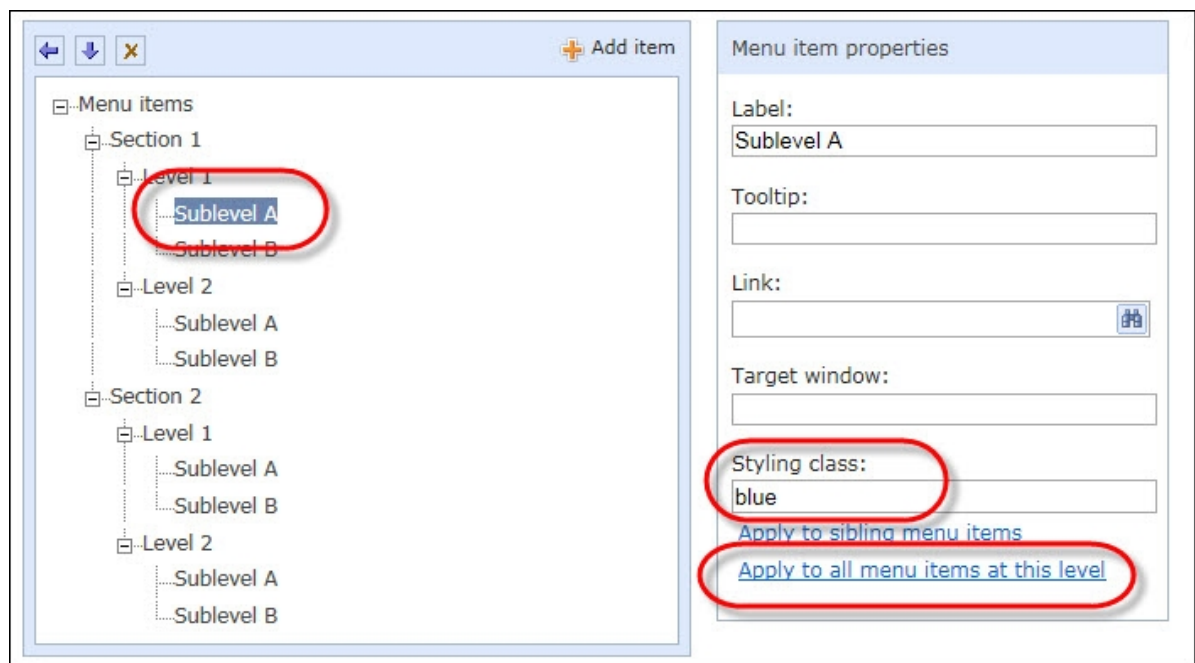 Add item
Menu items
Section 1
Level 1
Sublevel A
Sublevel B
Level 2
Sublevel A
Sublevel B
Section 2
Level 1
Sublevel A
Sublevel B
Level 2
Sublevel A
Sublevel B
Menu item properties
Label:
Sublevel A
Tooltip:
Link:
Target window:
Styling class:
blue
Apply to sibling menu items
Apply to all menu items at this level